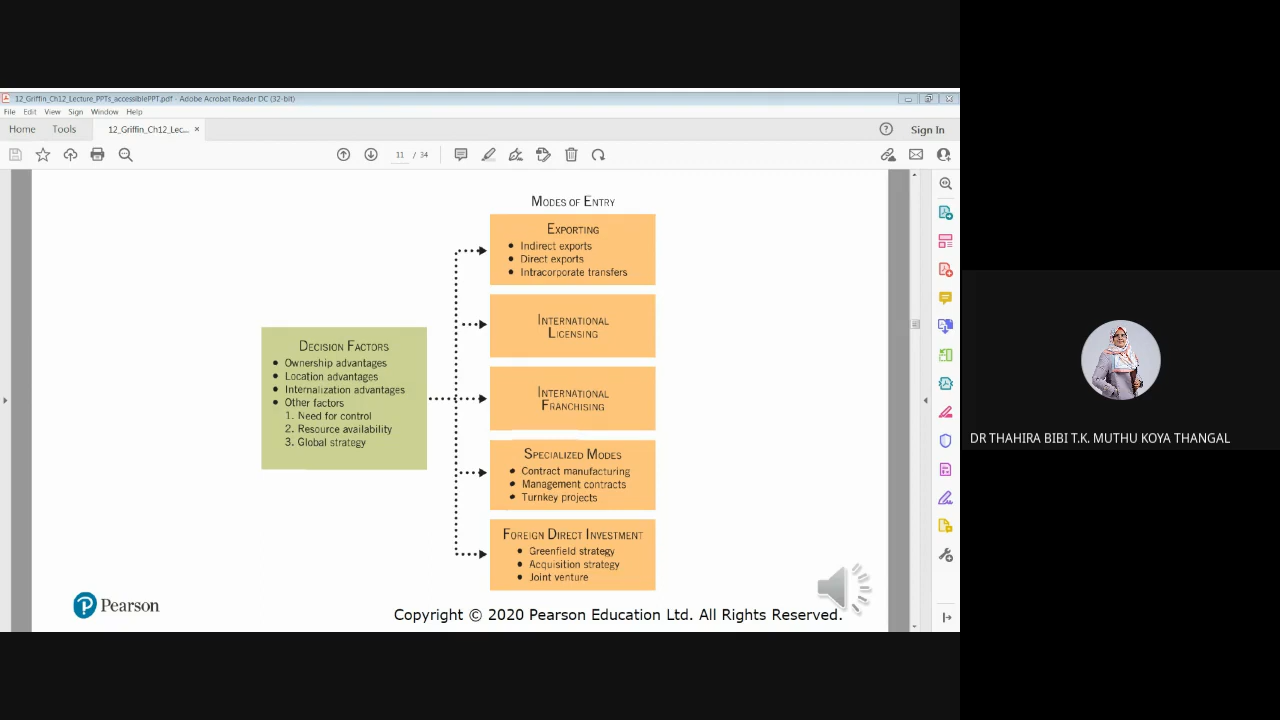 12_Griffin_Ch12_Lecture_PPTs_accessiblePPT.pdf - Adobe Acrobat Reader DC (32-bit)
File Edit View Sign Window Help
Home Tools 12_Griffin_Ch12_Lec... × Sign In
11 / 34
MODES OF ENTRY
EXPORTING
• Indirect exports
• Direct exports
• Intracorporate transfers
INTERNATIONAL
LICENSING
INTERNATIONAL
FRANCHISING
SPECIALIZED MODES
• Contract manufacturing
• Management contracts
• Turnkey projects
FOREIGN DIRECT INVESTMENT
• Greenfield strategy
• Acquisition strategy
• Joint venture
DECISION FACTORS
• Ownership advantages
• Location advantages
• Internalization advantages
• Other factors
1. Need for control
2. Resource availability
3. Global strategy
Pearson
Copyright © 2020 Pearson Education Ltd. All Rights Reserved.
DR THAHIRA BIBI T.K. MUTHU KOYA THANGAL